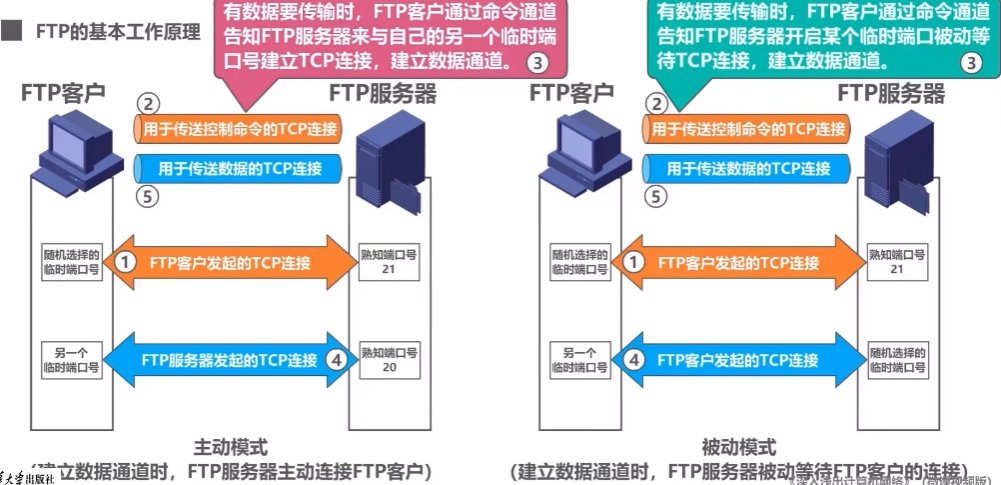 FTP的基本工作原理
有数据要传输时，FTP客户通过命令通道
告知FTP服务器来与自己的另一个临时端
口号建立TCP连接，建立数据通道。 ③
FTP客户
FTP服务器
②
用于传送控制命令的TCP连接
用于传送数据的TCP连接
⑤
随机选择的
临时端口号
① FTP客户发起的TCP连接
熟知端口号
21
另一个
临时端口号
FTP服务器发起的TCP连接 ④
熟知端口号
20
主动模式
（建立数据通道时，FTP服务器主动连接FTP客户）
有数据要传输时，FTP客户通过命令通道
告知FTP服务器开启某个临时端口被动等
待TCP连接，建立数据通道。 ③
FTP客户
FTP服务器
②
用于传送控制命令的TCP连接
用于传送数据的TCP连接
⑤
随机选择的
临时端口号
① FTP客户发起的TCP连接
熟知端口号
21
另一个
临时端口号
④ FTP客户发起的TCP连接
随机选择的
临时端口号
被动模式
（建立数据通道时，FTP服务器被动等待FTP客户的连接）
大学出版社
《深入浅出计算机网络》（微课视频版）